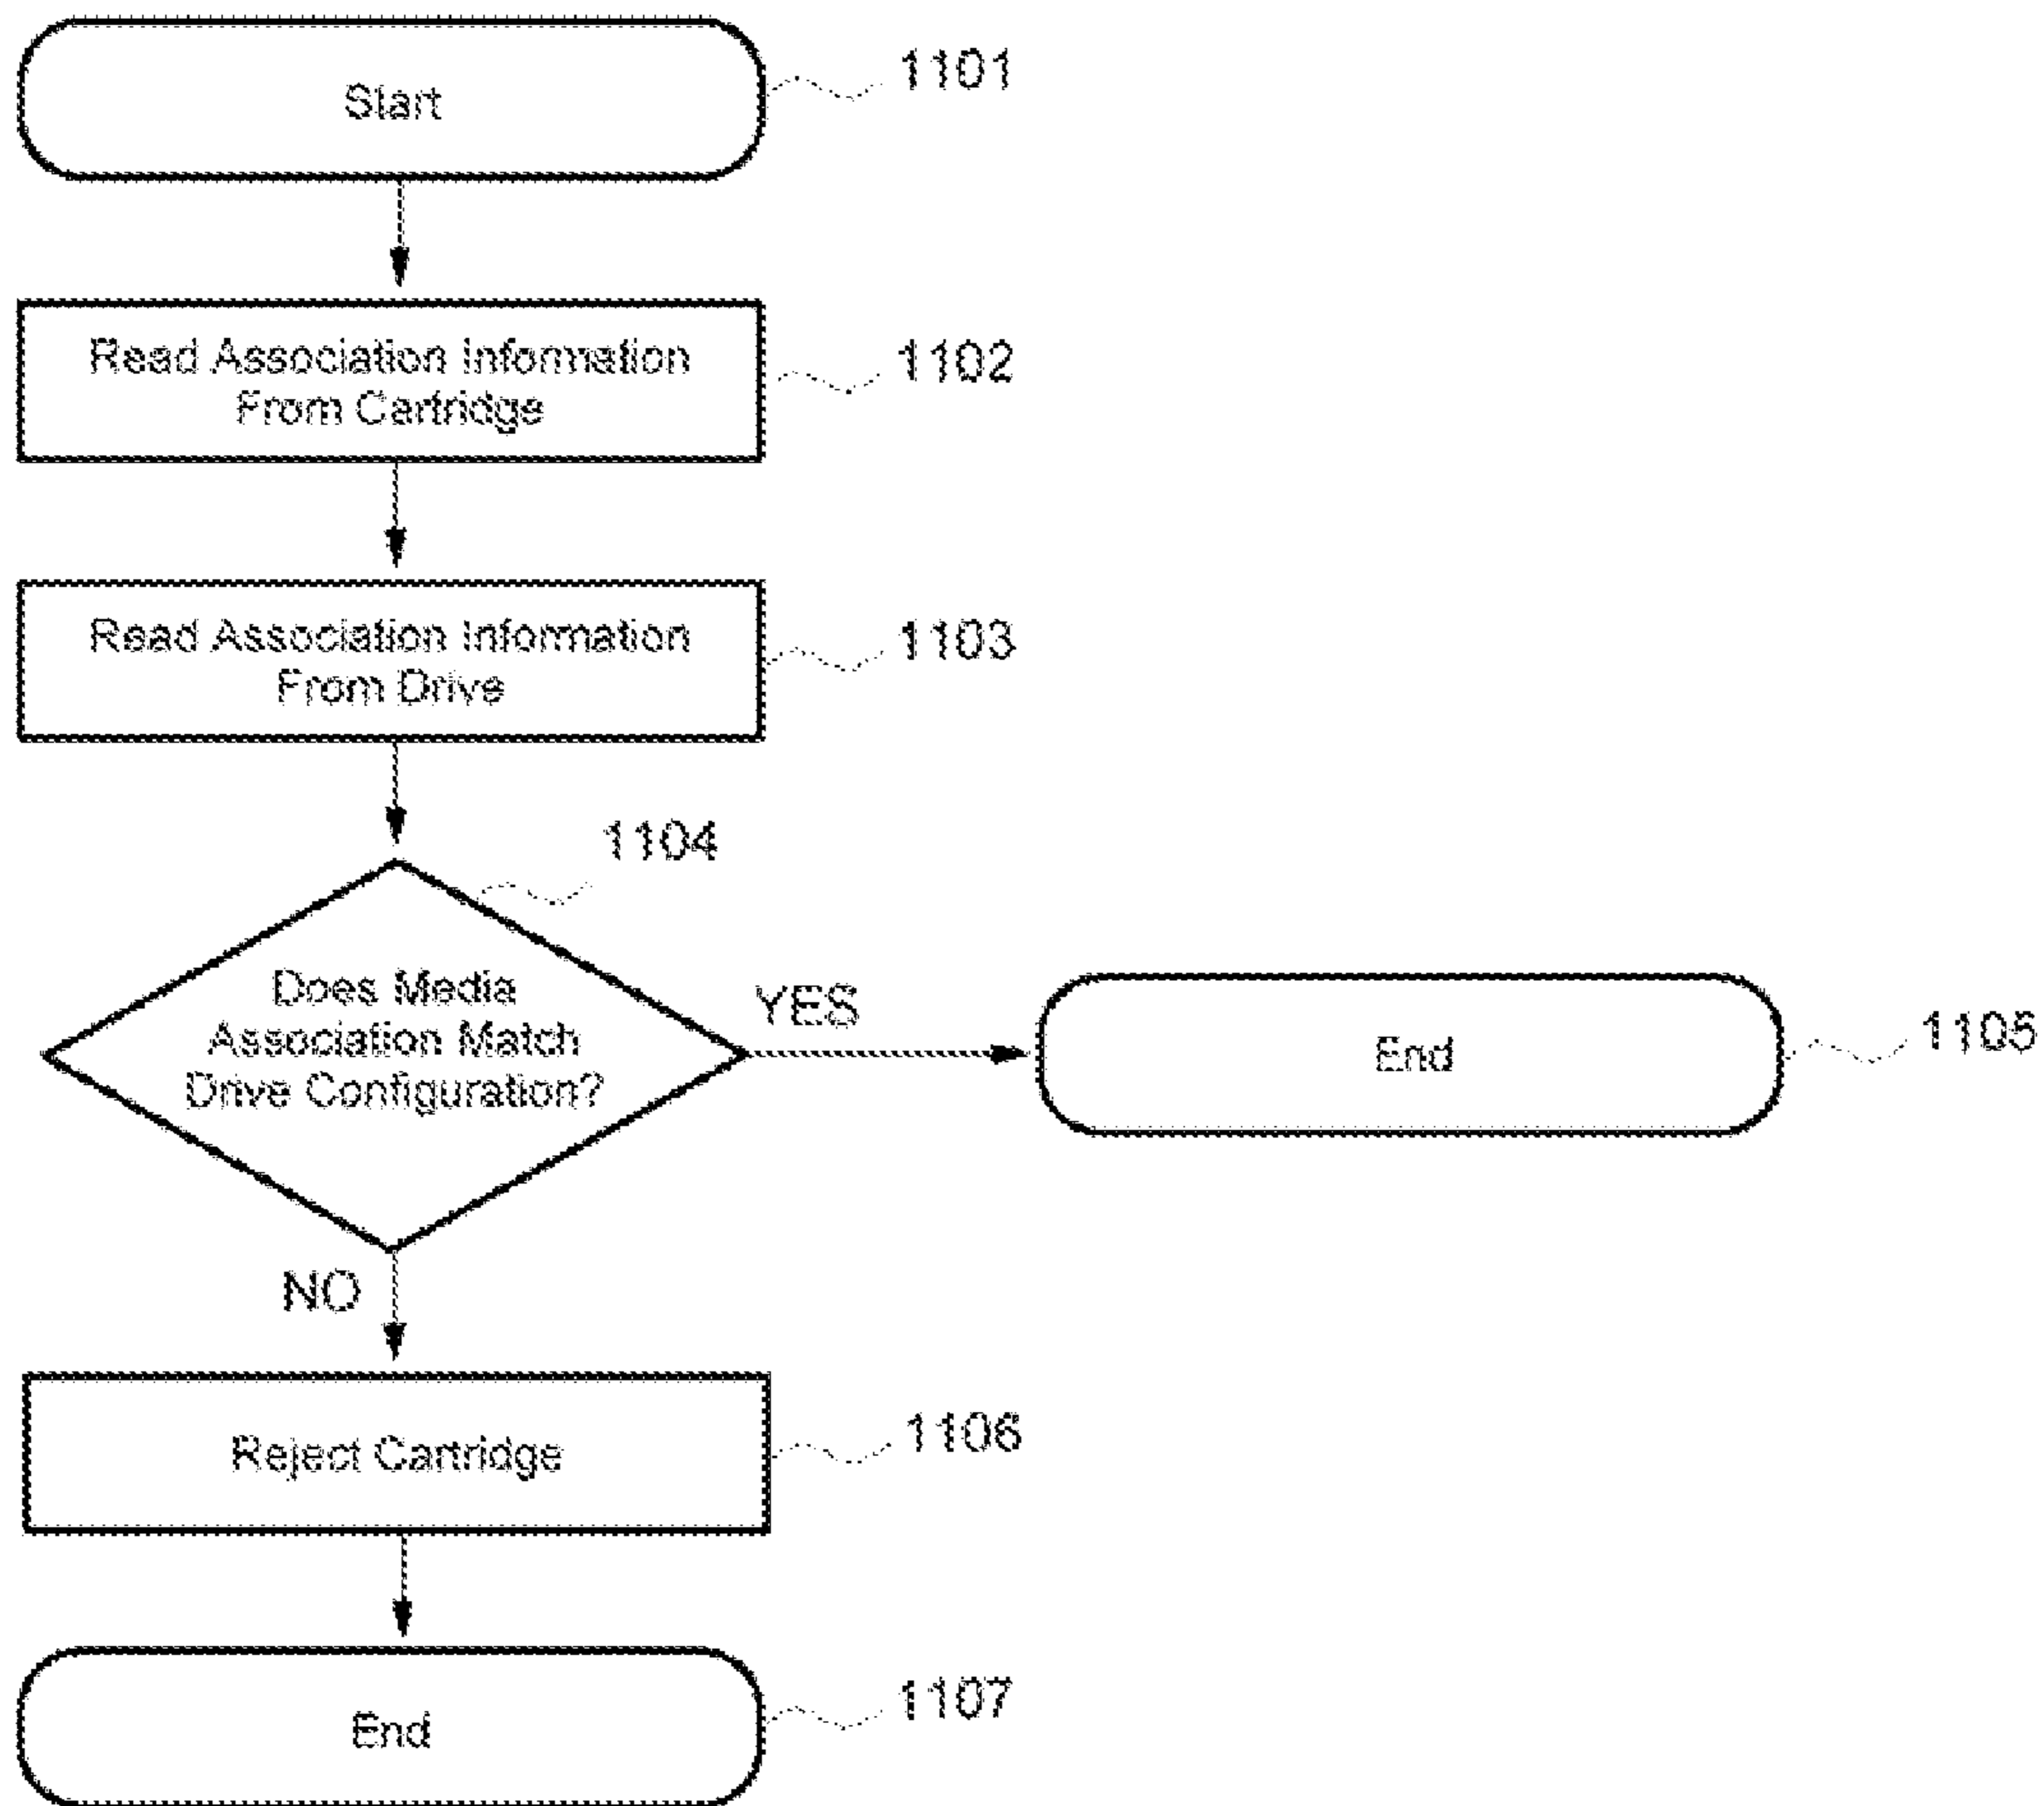 Start
1101
Read Association Information
From Cartridge
1102
Read Association Information
From Drive
1103
1104
Does Media
Association Match
Drive Configuration?
YES
End
1105
NO
Reject Cartridge
1106
End
1107